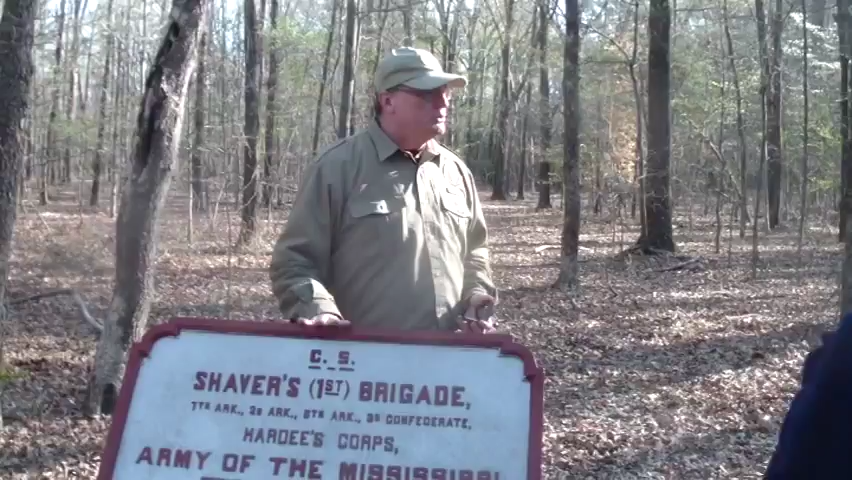 C. S.
SHAVER'S (1ST) BRIGADE,
7TH ARK., 2D ARK., 6TH ARK., 3D CONFEDERATE,
HARDEE'S CORPS,
ARMY OF THE MISSISSIPPI